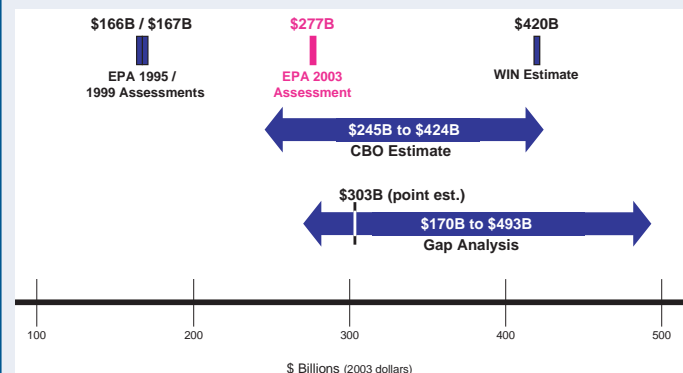 $166B / $167B
$277B
$420B
EPA 1995 /
1999 Assessments
EPA 2003
Assessment
WIN Estimate
$245B to $424B
CBO Estimate
$303B (point est.)
$170B to $493B
Gap Analysis
100
200
300
400
500
$ Billions (2003 dollars)